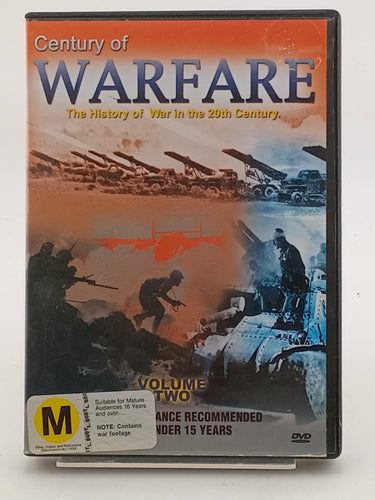 Century of
WARFARE
The History of War in the 20th Century.
VOLUME
TWO
M
Suitable for Mature
Audiences 16 Years
and over.
NOTE: Contains
war footage.
ANCE RECOMMENDED
NDER 15 YEARS
DVD